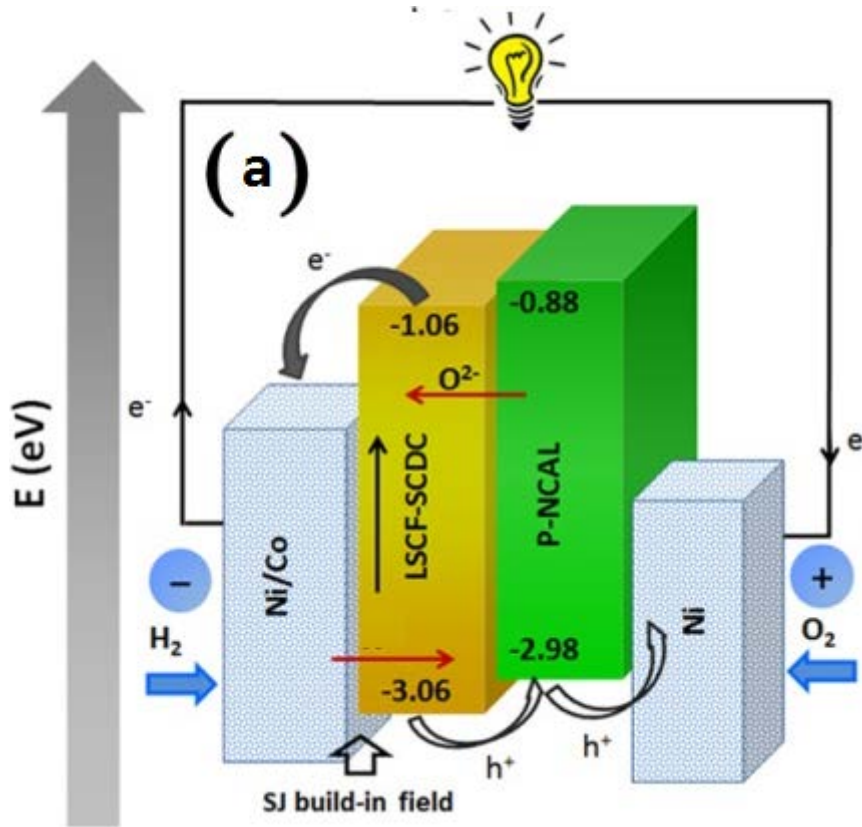 (a)
e⁻
-1.06
-0.88
O²⁻
e⁻
e
E (eV)
Ni/Co
LSCF-SCDC
P-NCAL
Ni
−
+
H₂
O₂
-2.98
-3.06
h⁺
h⁺
SJ build-in field